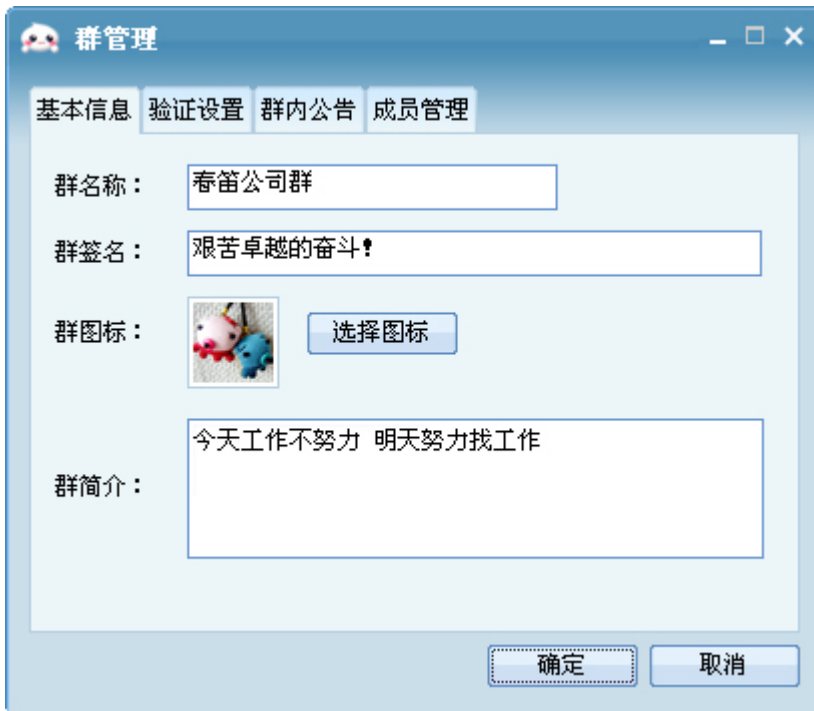 群管理
基本信息 验证设置 群内公告 成员管理
群名称： 春笛公司群
群签名： 艰苦卓越的奋斗！
群图标： 选择图标
群简介： 今天工作不努力 明天努力找工作
确定 取消